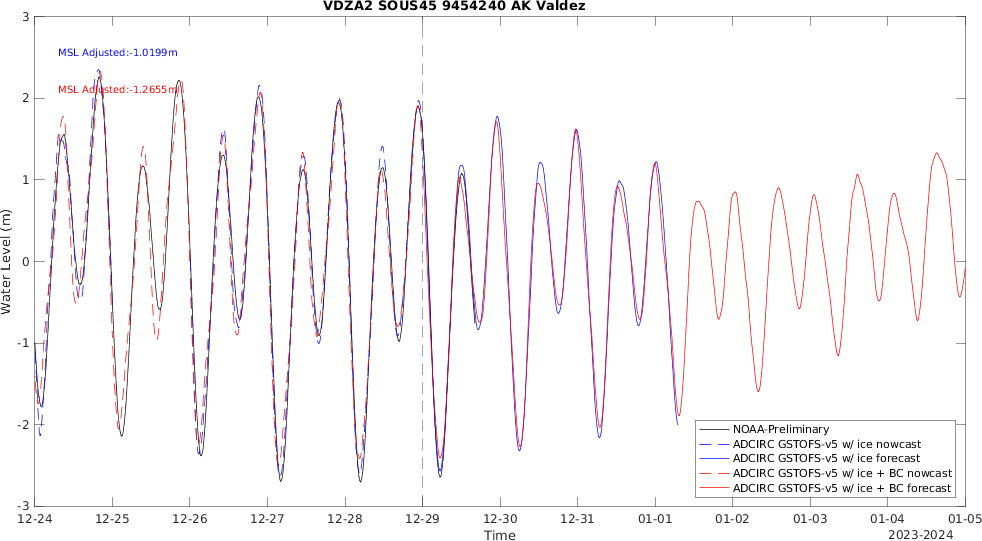 VDZA2 SOUS45 9454240 AK Valdez
MSL Adjusted:-1.0199m
MSL Adjusted:-1.2655m
Water Level (m)
3
2
1
0
-1
-2
-3
NOAA-Preliminary
ADCIRC GSTOFS-v5 w/ ice nowcast
ADCIRC GSTOFS-v5 w/ ice forecast
ADCIRC GSTOFS-v5 w/ ice + BC nowcast
ADCIRC GSTOFS-v5 w/ ice + BC forecast
12-24 12-25 12-26 12-27 12-28 12-29 12-30 12-31 01-01 01-02 01-03 01-04 01-05
Time
2023-2024